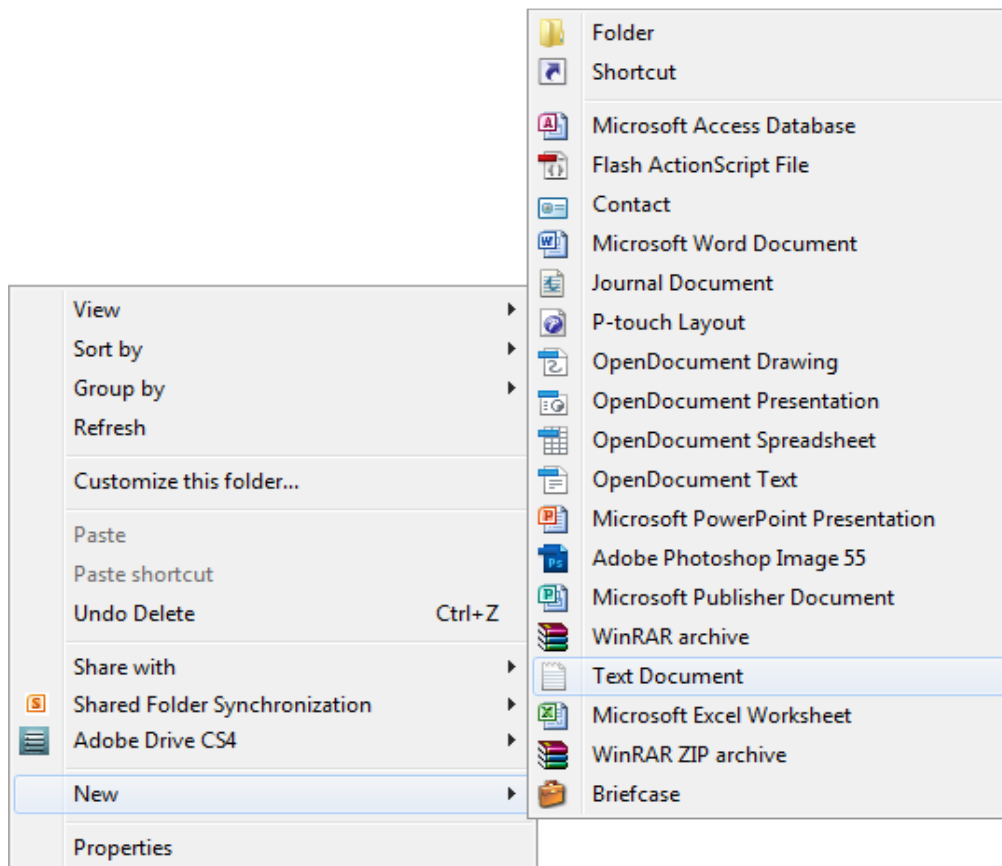 View
Sort by
Group by
Refresh
Customize this folder...
Paste
Paste shortcut
Undo Delete Ctrl+Z
Share with
Shared Folder Synchronization
Adobe Drive CS4
New
Properties
Folder
Shortcut
Microsoft Access Database
Flash ActionScript File
Contact
Microsoft Word Document
Journal Document
P-touch Layout
OpenDocument Drawing
OpenDocument Presentation
OpenDocument Spreadsheet
OpenDocument Text
Microsoft PowerPoint Presentation
Adobe Photoshop Image 55
Microsoft Publisher Document
WinRAR archive
Text Document
Microsoft Excel Worksheet
WinRAR ZIP archive
Briefcase